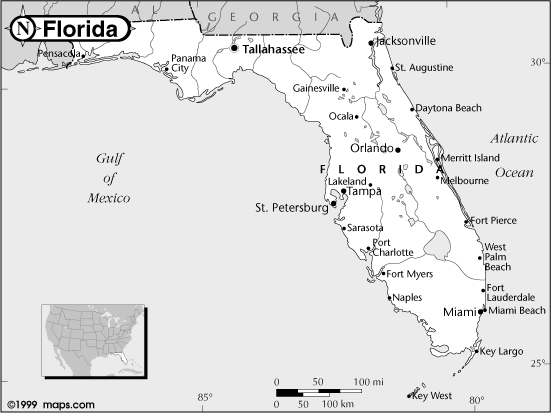 N
Florida
AL
GEORGIA
Pensacola
Panama
City
Tallahassee
Jacksonville
St. Augustine
30°
Gainesville
Ocala
Daytona Beach
Orlando
Atlantic
Ocean
Gulf
of
Mexico
Merritt Island
FLORIDA
Lakeland
Melbourne
Tampa
St. Petersburg
Fort Pierce
Sarasota
Port
Charlotte
West
Palm
Beach
Fort Myers
Fort
Lauderdale
Naples
Miami
Miami Beach
Key Largo
25°
Key West
0 50 100 mi
0 50 100 km
85°
80°
©1999 maps.com